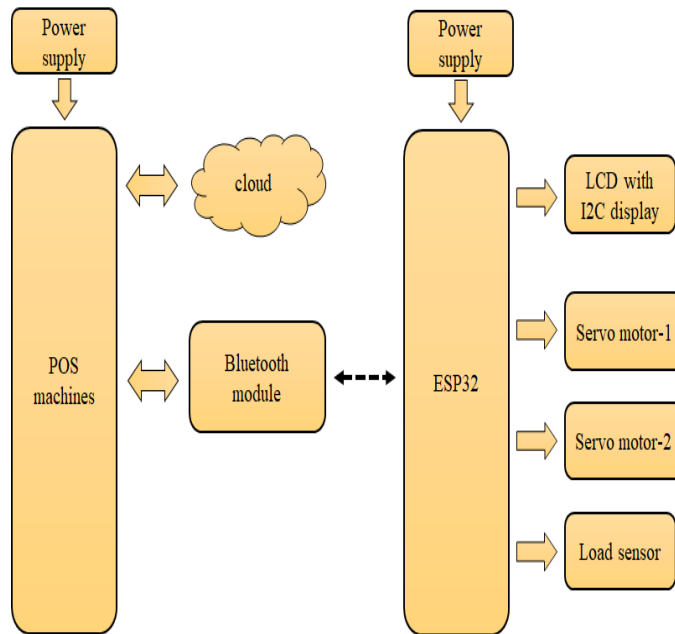 Power
supply
Power
supply
cloud
LCD with
I2C display
Servo motor-1
POS
machines
Bluetooth
module
ESP32
Servo motor-2
Load sensor